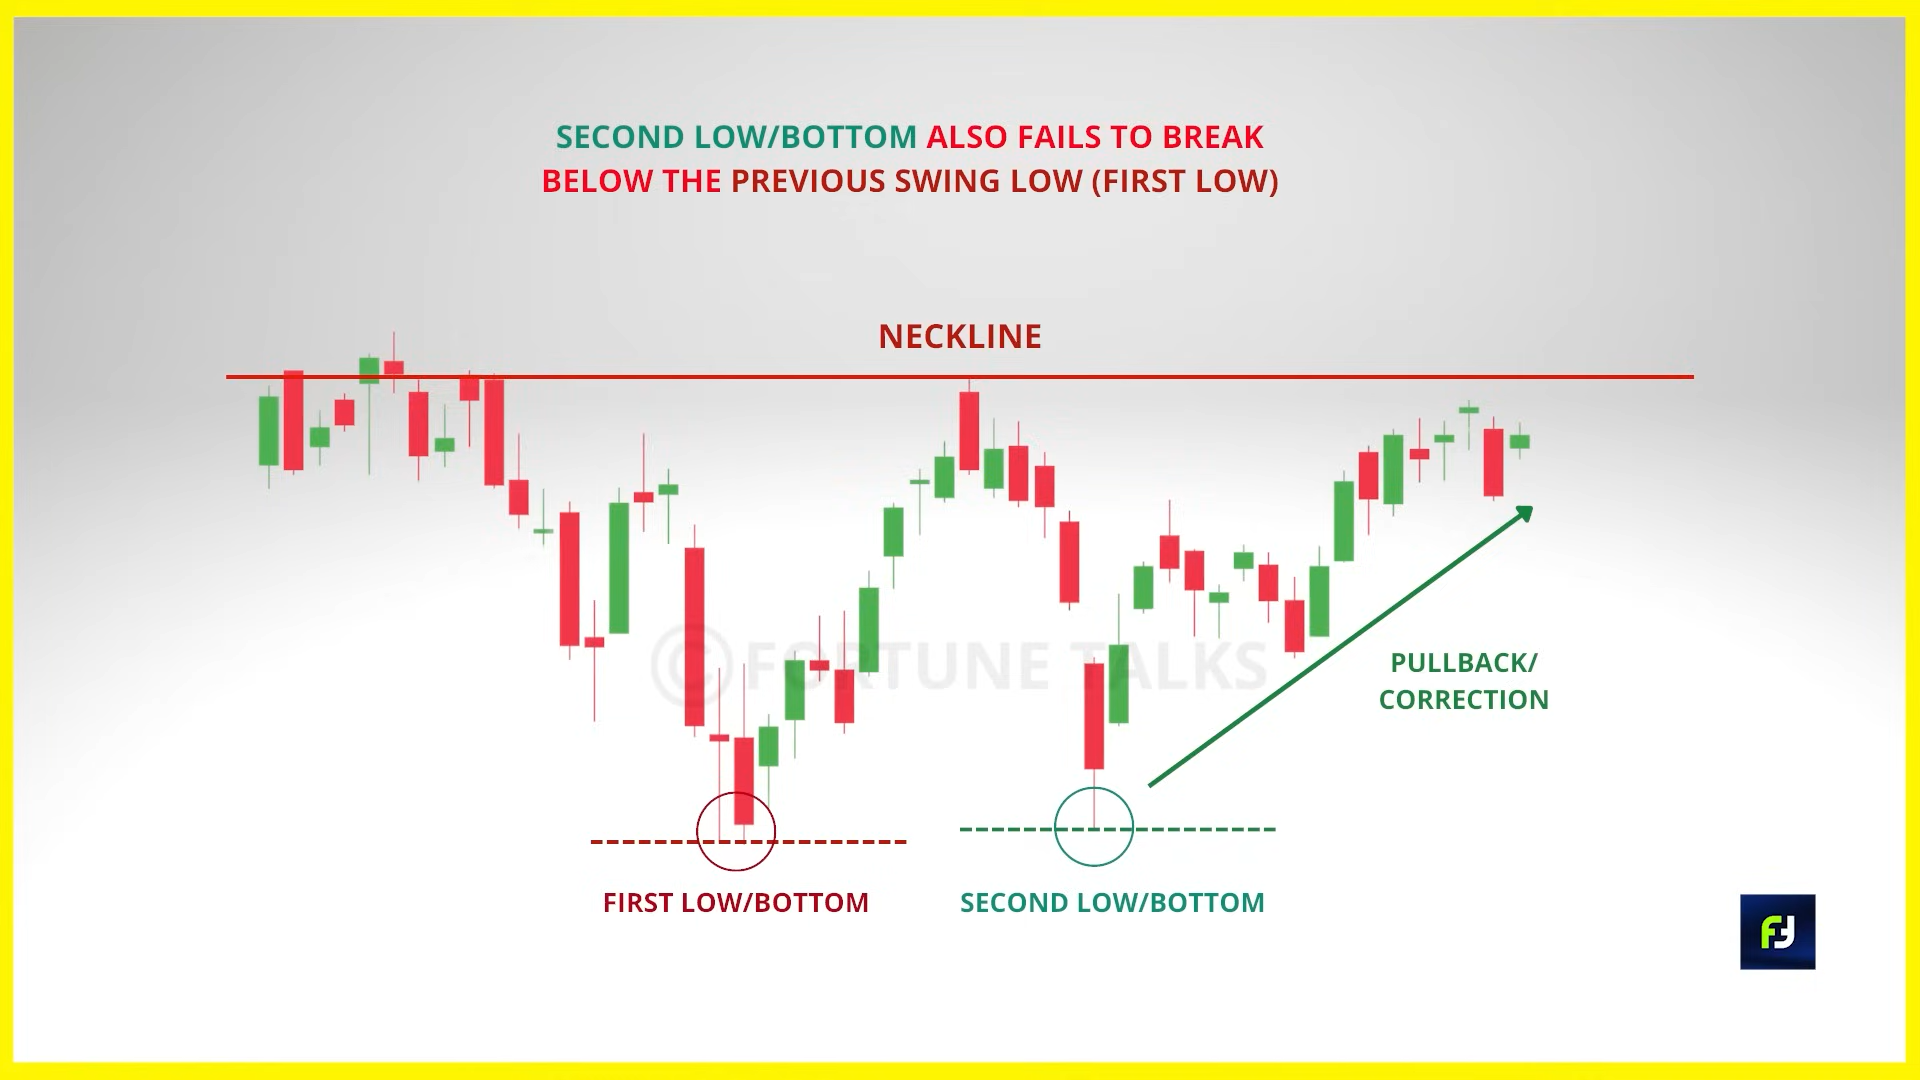 SECOND LOW/BOTTOM ALSO FAILS TO BREAK
BELOW THE PREVIOUS SWING LOW (FIRST LOW)
NECKLINE
© FORTUNE TALKS
PULLBACK/
CORRECTION
FIRST LOW/BOTTOM
SECOND LOW/BOTTOM